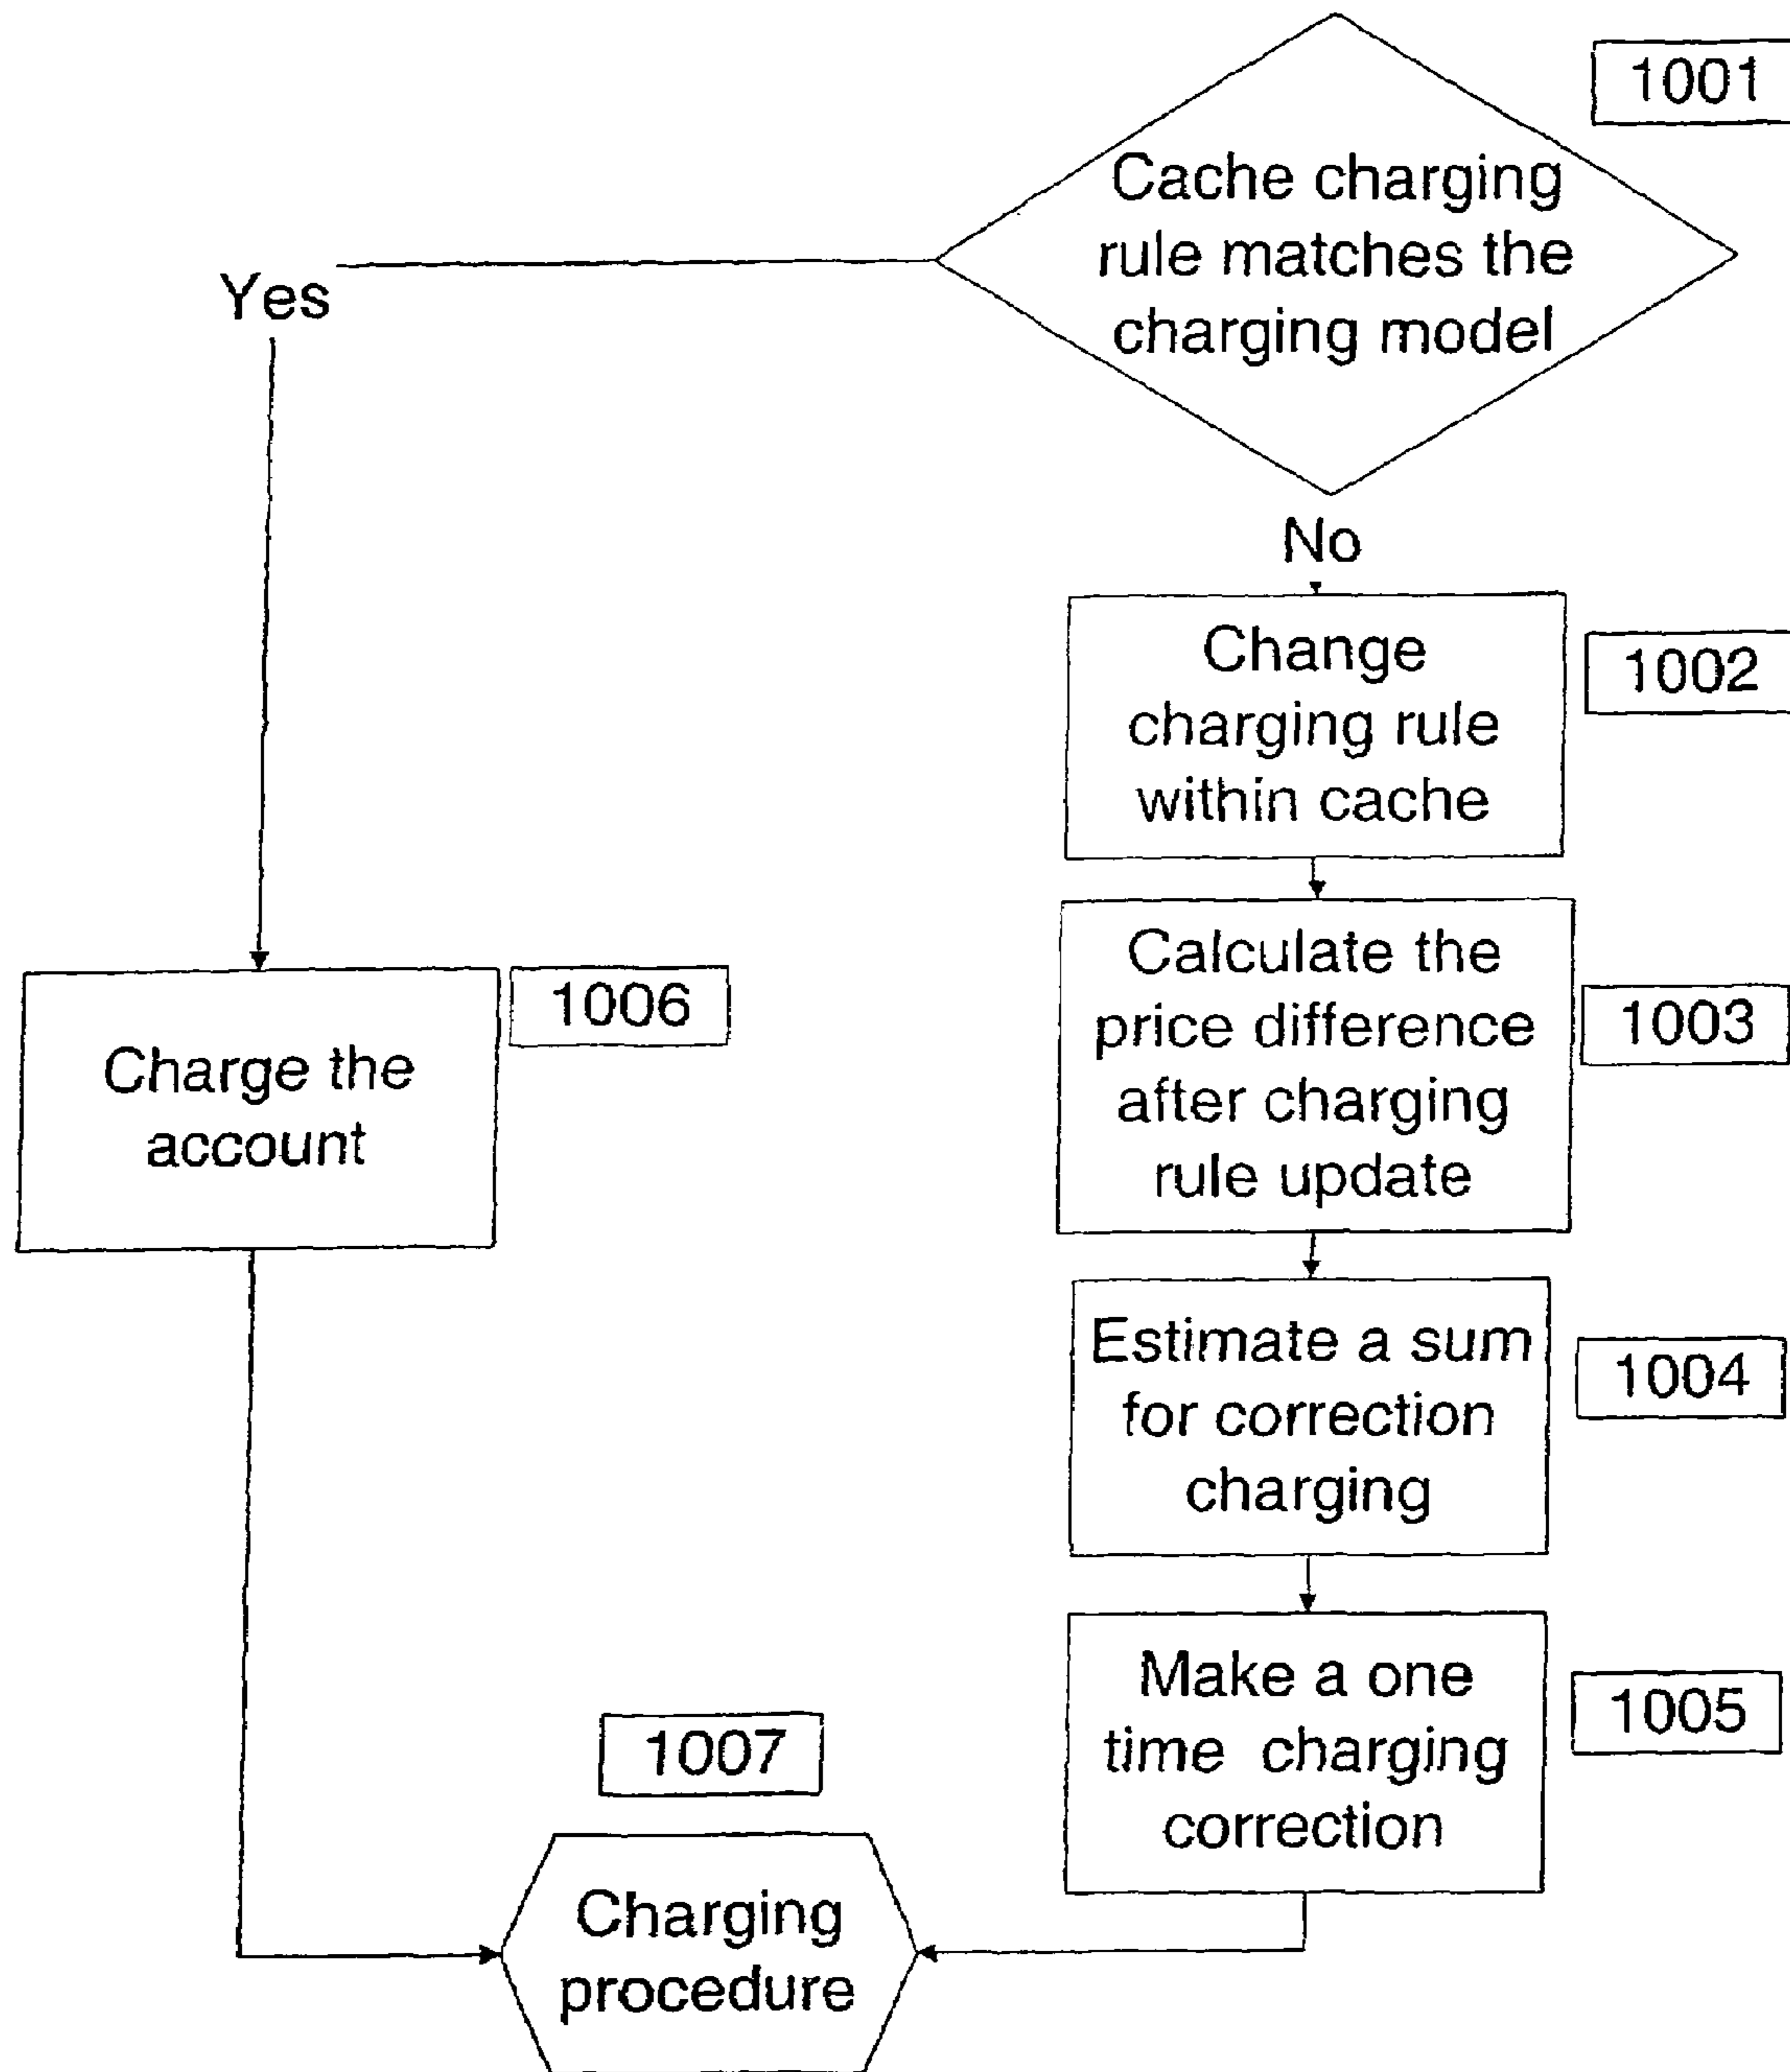 1001
Cache charging
rule matches the
charging model
Yes
No
Change
charging rule
within cache
1002
Calculate the
price difference
after charging
rule update
1003
1006
Charge the
account
Estimate a sum
for correction
charging
1004
Make a one
time charging
correction
1005
1007
Charging
procedure